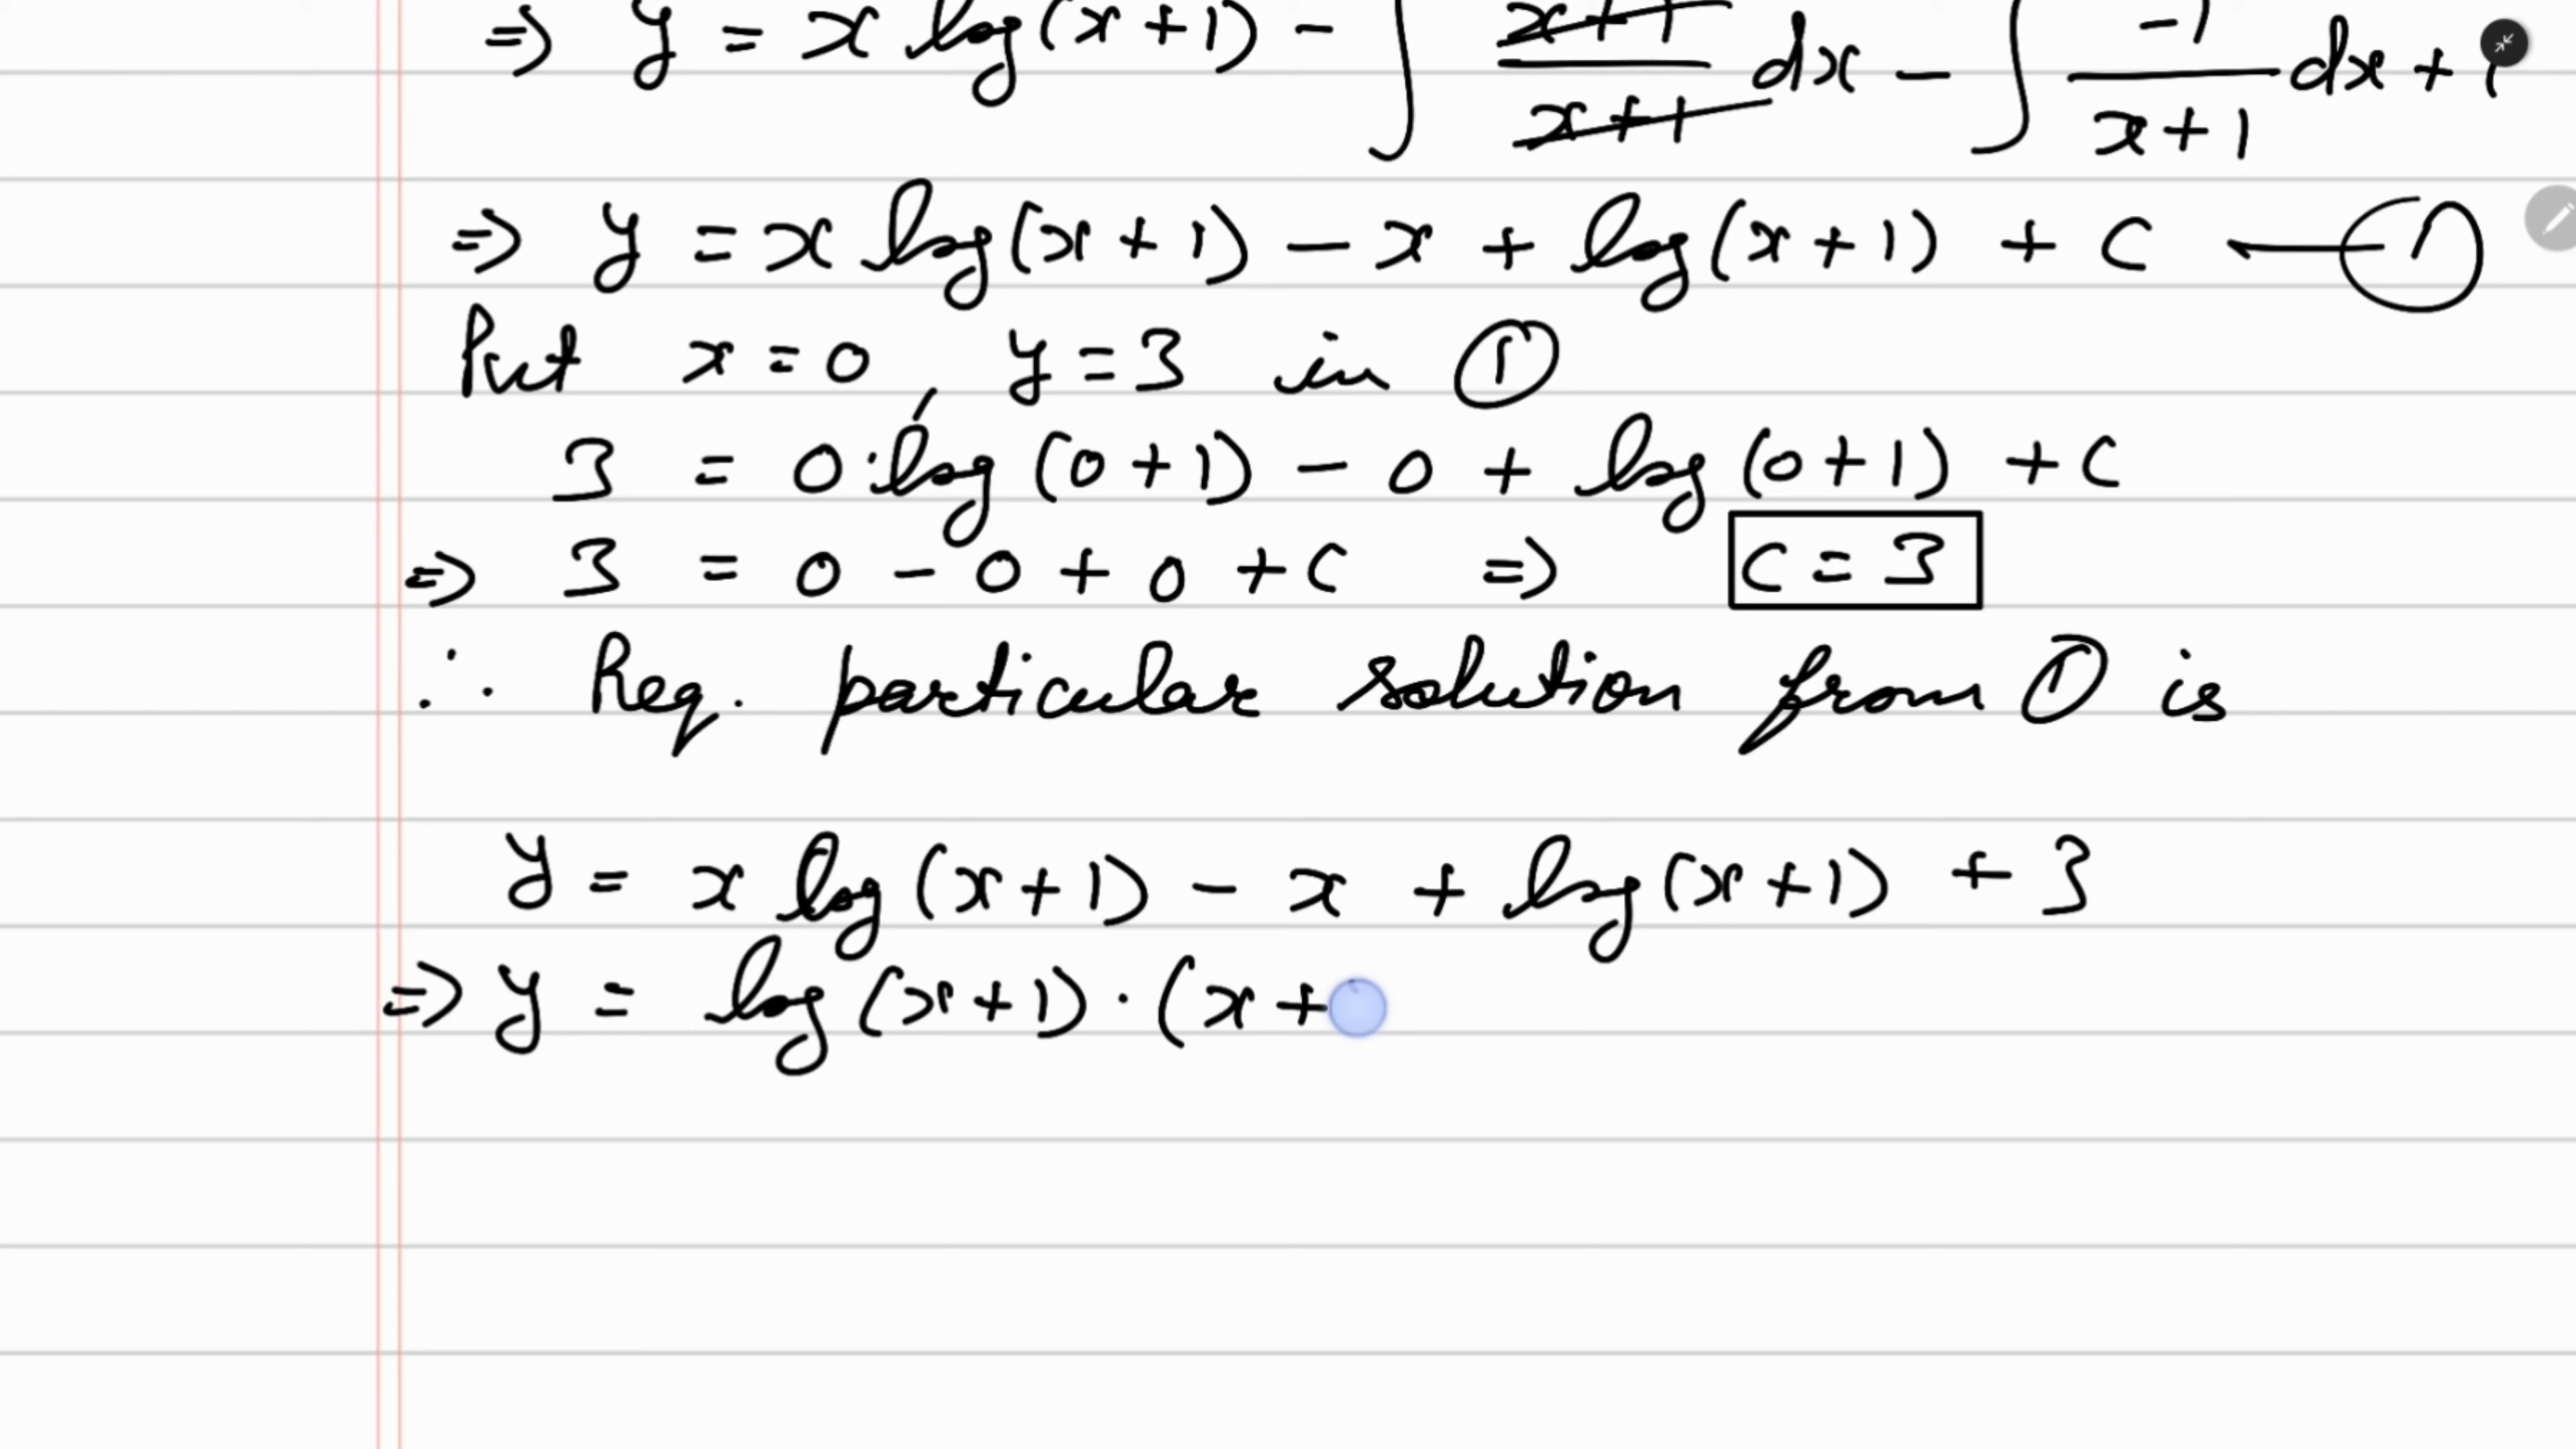 ⇒ y = x log(x+1) - ∫ x+1/x+1 dx - ∫ -1/x+1 dx +
⇒ y = x log(x+1) - x + log(x+1) + C ← ①
Put x = 0, y = 3 in ①
3 = 0·log(0+1) - 0 + log(0+1) + C
⇒ 3 = 0 - 0 + 0 + C ⇒ C = 3
∴ Req. particular solution from ① is
y = x log(x+1) - x + log(x+1) + 3
⇒ y = log(x+1)·(x+